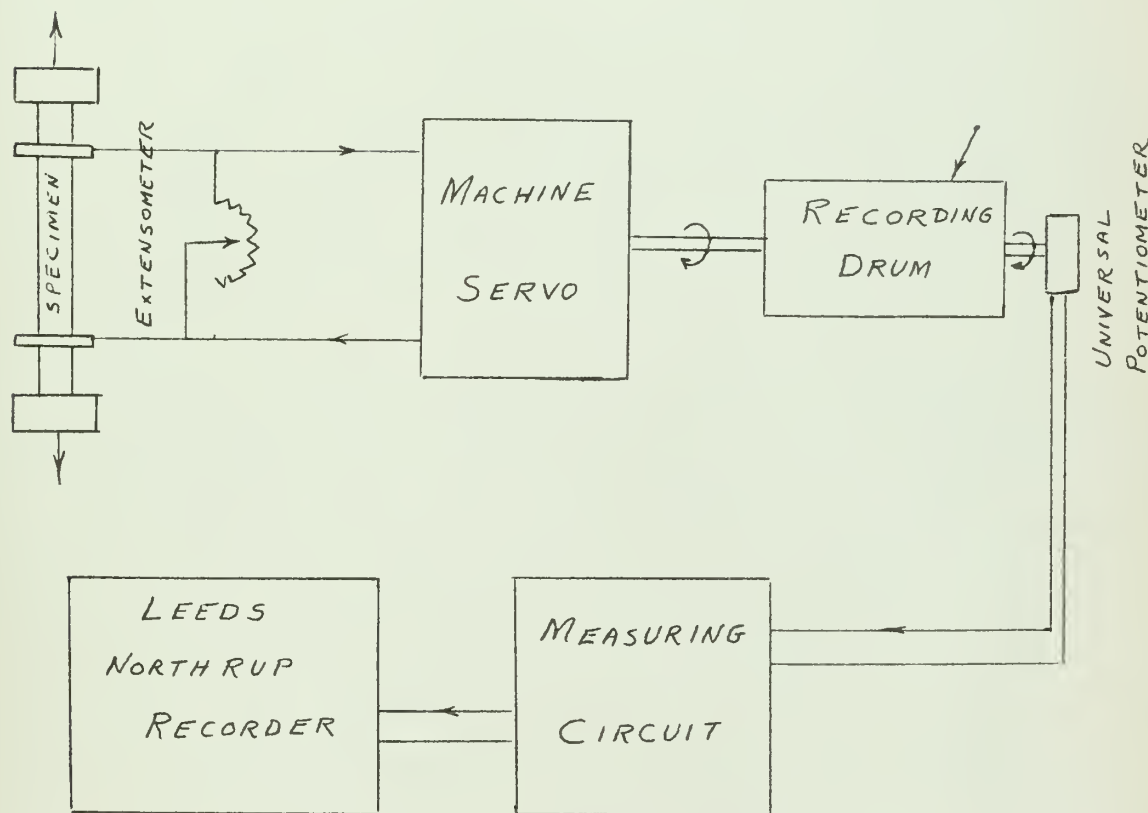 SPECIMEN
EXTENSOMETER
MACHINE
SERVO
RECORDING
DRUM
UNIVERSAL
POTENTIOMETER
LEEDS
NORTHRUP
RECORDER
MEASURING
CIRCUIT